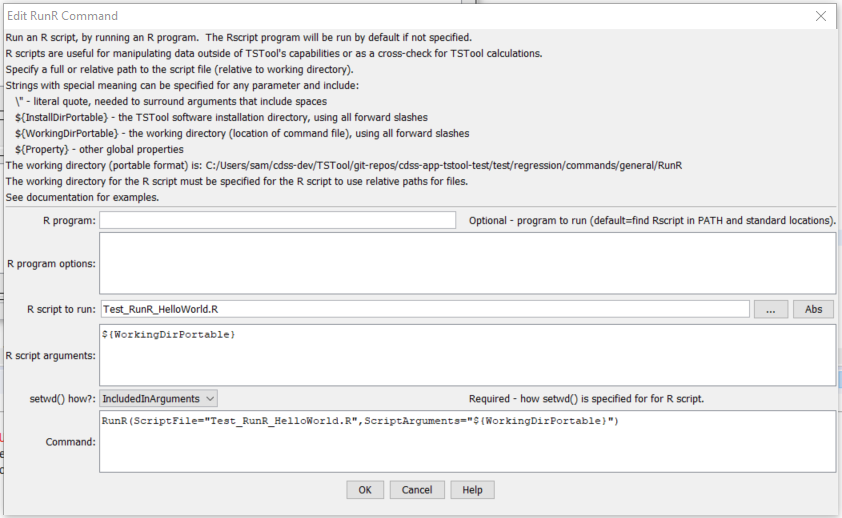 Edit RunR Command
Run an R script, by running an R program.  The Rscript program will be run by default if not specified.
R scripts are useful for manipulating data outside of TSTool's capabilities or as a cross-check for TSTool calculations.
Specify a full or relative path to the script file (relative to working directory).
Strings with special meaning can be specified for any parameter and include:
\" - literal quote, needed to surround arguments that include spaces
${InstallDirPortable} - the TSTool software installation directory, using all forward slashes
${WorkingDirPortable} - the working directory (location of command file), using all forward slashes
${Property} - other global properties
The working directory (portable format) is: C:/Users/sam/cdss-dev/TSTool/git-repos/cdss-app-tstool-test/test/regression/commands/general/RunR
The working directory for the R script must be specified for the R script to use relative paths for files.
See documentation for examples.
R program: Optional - program to run (default=find Rscript in PATH and standard locations).
R program options:
R script to run: Test_RunR_HelloWorld.R ... Abs
${WorkingDirPortable}
R script arguments:
setwd() how?: IncludedInArguments Required - how setwd() is specified for for R script.
RunR(ScriptFile="Test_RunR_HelloWorld.R",ScriptArguments="${WorkingDirPortable}")
Command:
OK Cancel Help